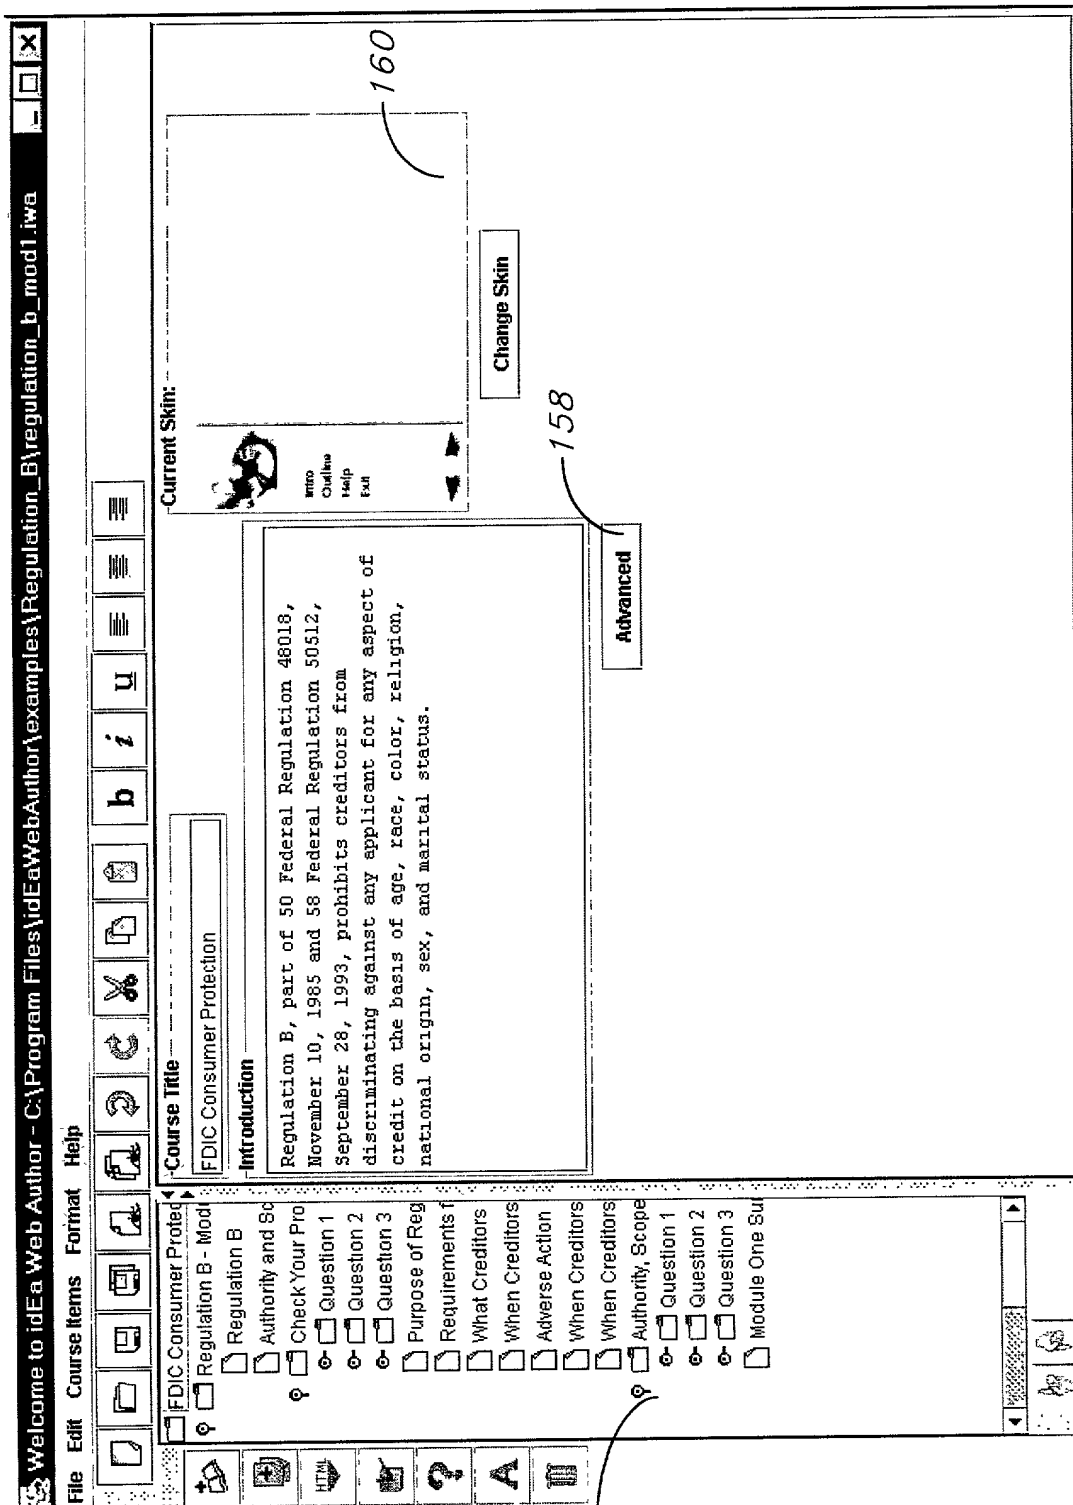 Welcome to idEa Web Author - C:\Program Files\idEaWebAuthor\examples\Regulation_B\regulation_b_mod1.iwa
File Edit Course Items Format Help
b i u
FDIC Consumer Protec
Regulation B - Modu
Regulation B
Authority and Sc
Check Your Pro
Question 1
Question 2
Question 3
Purpose of Reg
Requirements f
What Creditors
When Creditors
Adverse Action
When Creditors
When Creditors
Authority, Scope
Question 1
Question 2
Question 3
Module One Sur
HTML
?
A
Course Title
FDIC Consumer Protection
Introduction
Regulation B, part of 50 Federal Regulation 48018,
November 10, 1985 and 58 Federal Regulation 50512,
September 28, 1993, prohibits creditors from
discriminating against any applicant for any aspect of
credit on the basis of age, race, color, religion,
national origin, sex, and marital status.
Advanced
158
Current Skin:
Intro
Outline
Help
Exit
Change Skin
160